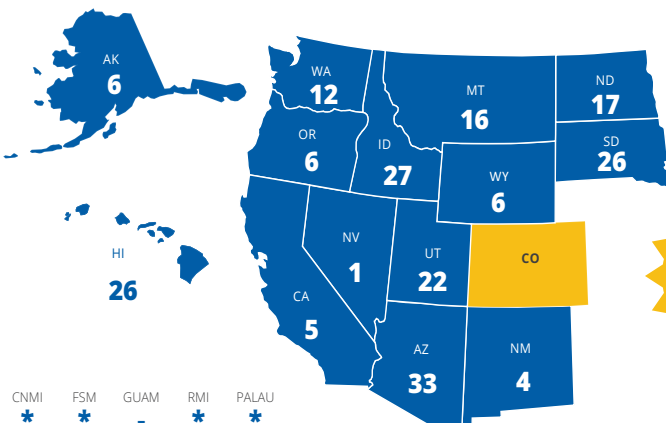 AK
6
WA
12
MT
16
ND
17
OR
6
ID
27
SD
26
WY
6
HI
26
NV
1
UT
22
CO
CA
5
AZ
33
NM
4
CNMI FSM GUAM RMI PALAU
* * - * *